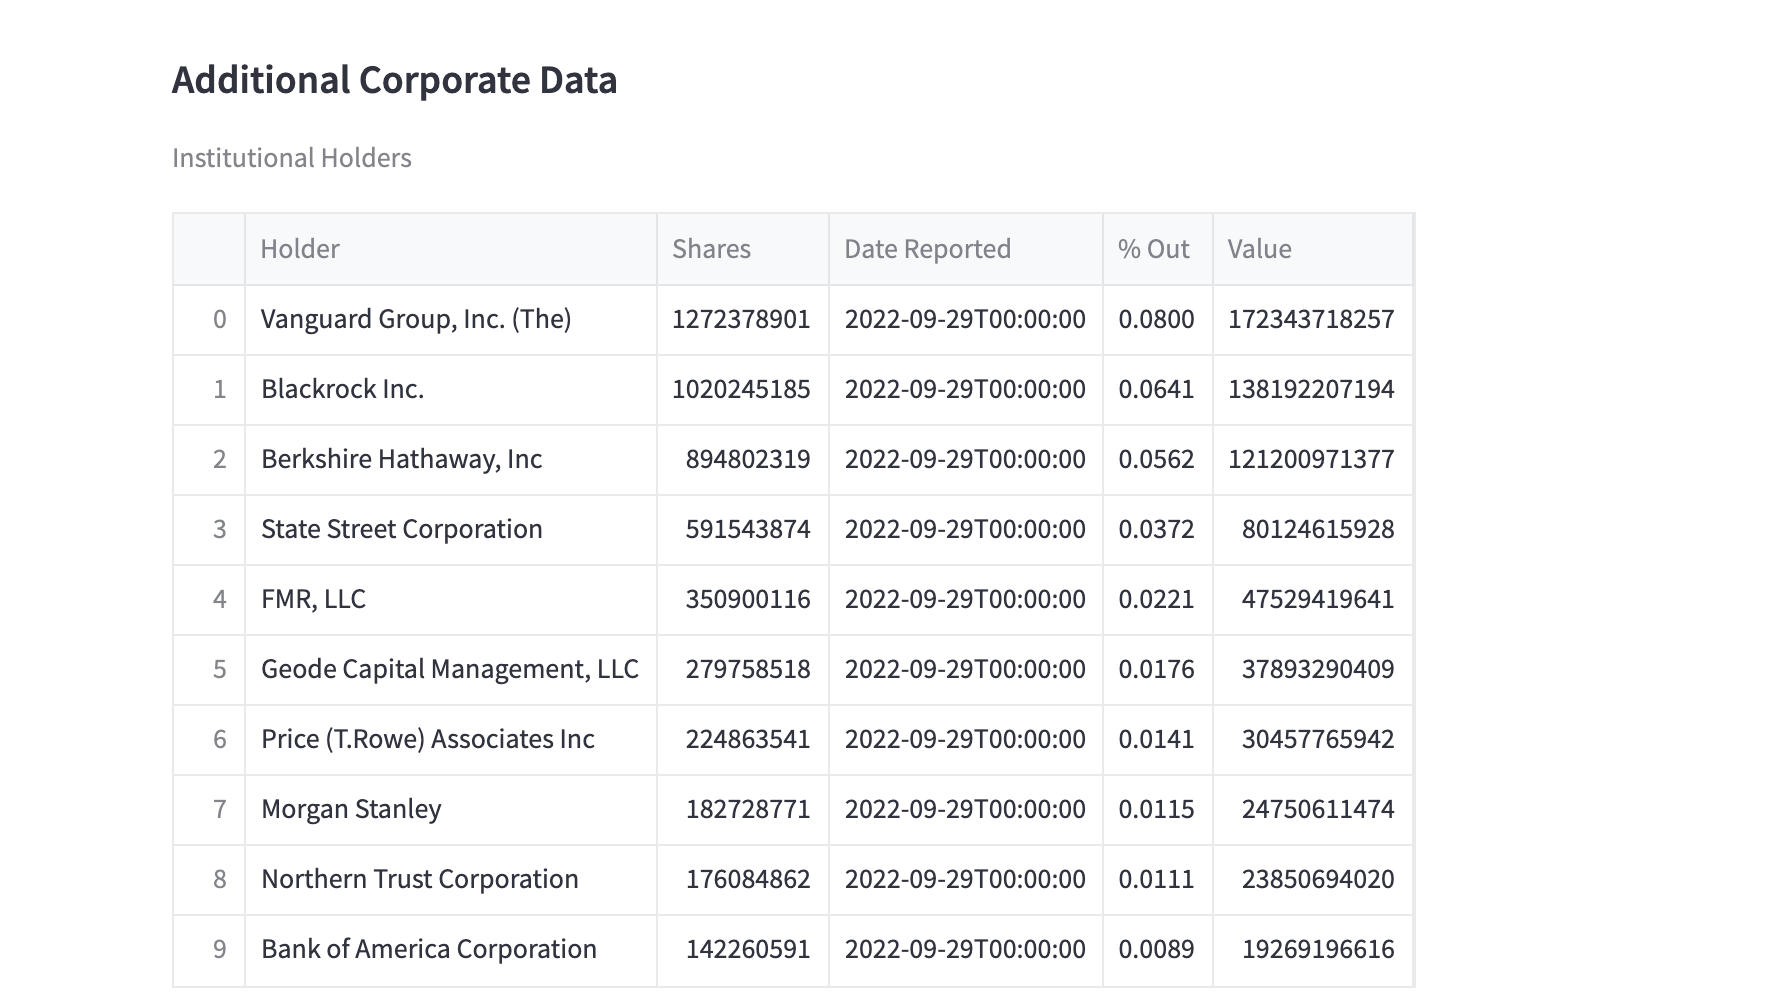 Additional Corporate Data
Institutional Holders
Holder Shares Date Reported % Out Value
0 Vanguard Group, Inc. (The) 1272378901 2022-09-29T00:00:00 0.0800 172343718257
1 Blackrock Inc. 1020245185 2022-09-29T00:00:00 0.0641 138192207194
2 Berkshire Hathaway, Inc 894802319 2022-09-29T00:00:00 0.0562 121200971377
3 State Street Corporation 591543874 2022-09-29T00:00:00 0.0372 80124615928
4 FMR, LLC 350900116 2022-09-29T00:00:00 0.0221 47529419641
5 Geode Capital Management, LLC 279758518 2022-09-29T00:00:00 0.0176 37893290409
6 Price (T.Rowe) Associates Inc 224863541 2022-09-29T00:00:00 0.0141 30457765942
7 Morgan Stanley 182728771 2022-09-29T00:00:00 0.0115 24750611474
8 Northern Trust Corporation 176084862 2022-09-29T00:00:00 0.0111 23850694020
9 Bank of America Corporation 142260591 2022-09-29T00:00:00 0.0089 19269196616